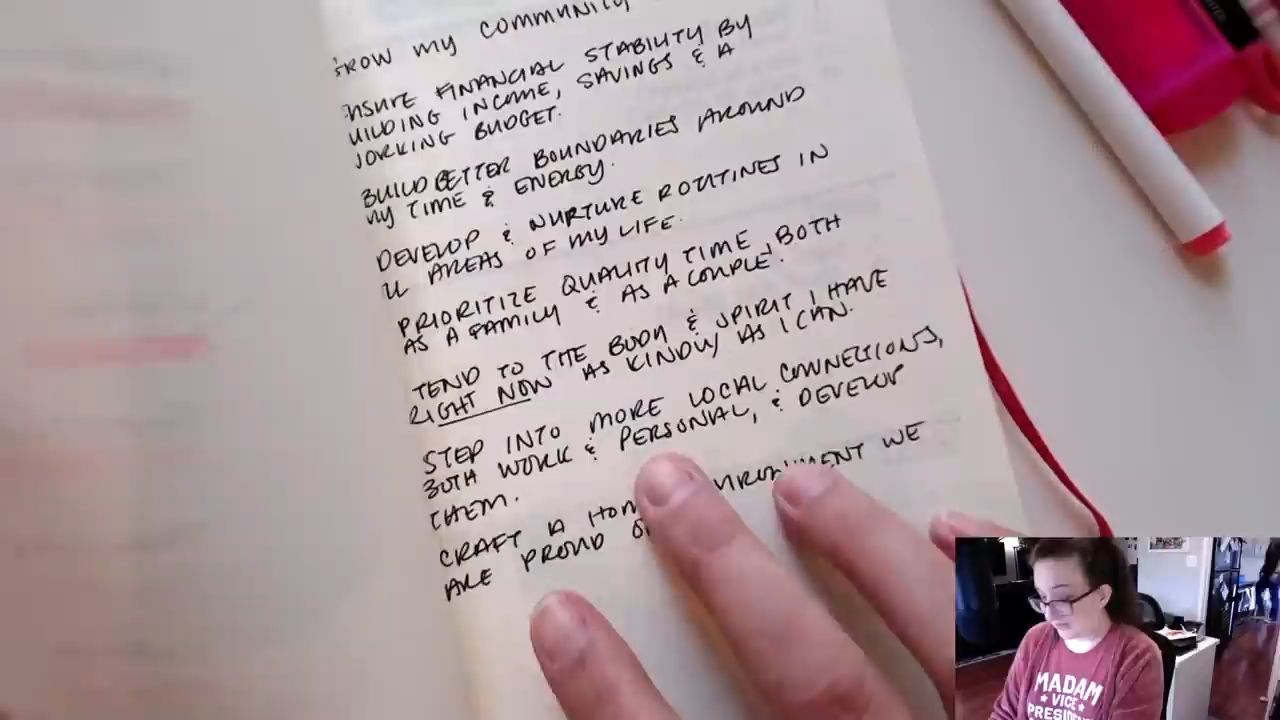 GROW MY COMMUNITY
ENSURE FINANCIAL STABILITY BY
BUILDING INCOME, SAVINGS & A
WORKING BUDGET.
BUILD BETTER BOUNDARIES AROUND
MY TIME & ENERGY.
DEVELOP & NURTURE ROUTINES IN
ALL AREAS OF MY LIFE.
PRIORITIZE QUALITY TIME, BOTH
AS A FAMILY & AS A COUPLE.
TEND TO THE BODY & SPIRIT I HAVE
RIGHT NOW AS KINDLY AS I CAN.
STEP INTO MORE LOCAL CONNECTIONS,
BOTH WORK & PERSONAL, & DEVELOP
THEM.
CRAFT A WE
ARE PROUD
MADAM
VICE
PRESIDENT